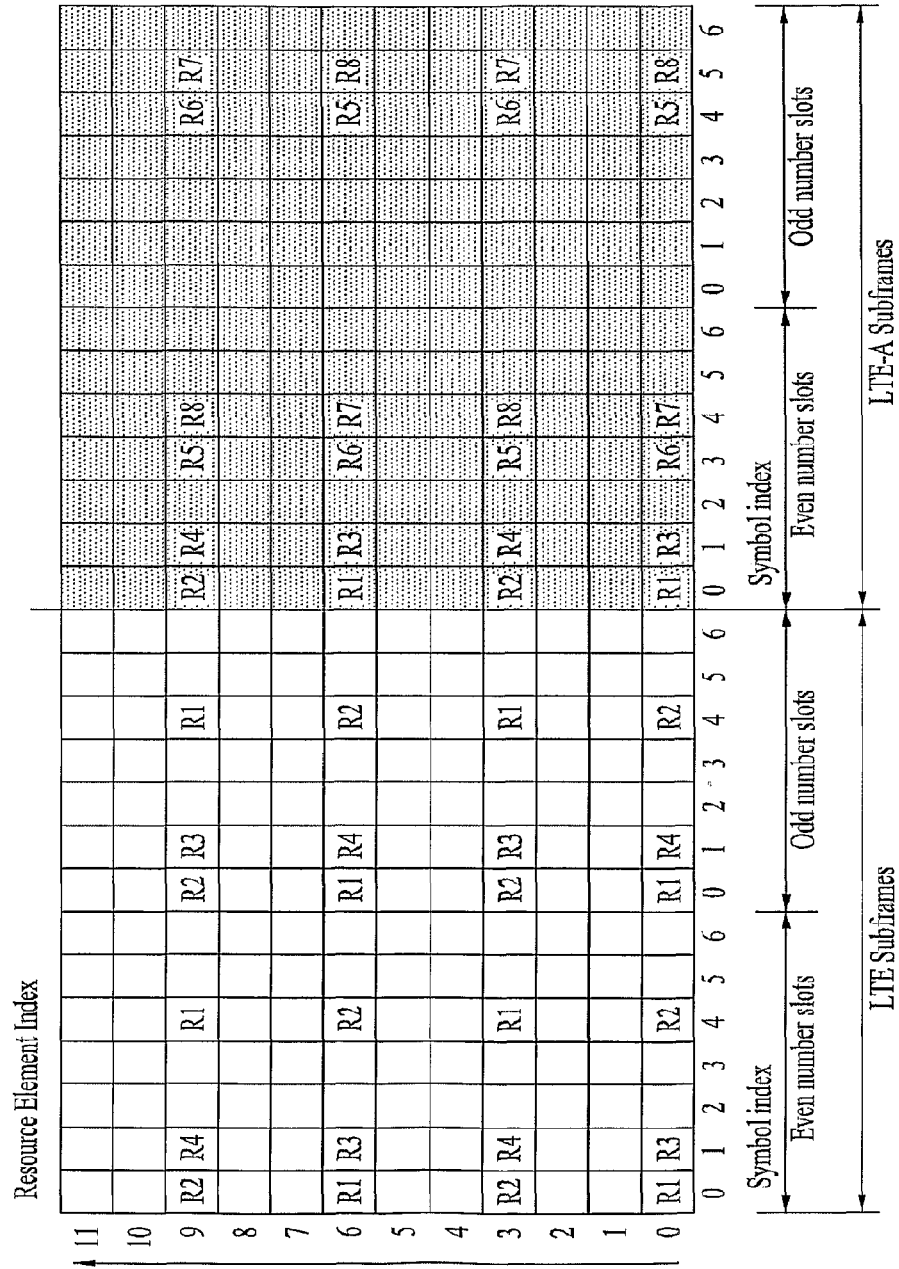 Resource Element Index
11
10
9 R2 R4 R1 R2 R3 R1 R2 R4 R5 R8 R6 R7
8
7
6 R1 R3 R2 R1 R4 R2 R1 R3 R6 R7 R5 R8
5
4
3 R2 R4 R1 R2 R3 R1 R2 R4 R5 R8 R6 R7
2
1
0 R1 R3 R2 R1 R4 R2 R1 R3 R6 R7 R5 R8
0 1 2 3 4 5 6 0 1 2 3 4 5 6 0 1 2 3 4 5 6 0 1 2 3 4 5 6
Symbol index Symbol index
Even number slots Odd number slots Even number slots Odd number slots
LTE Subframes LTE-A Subframes